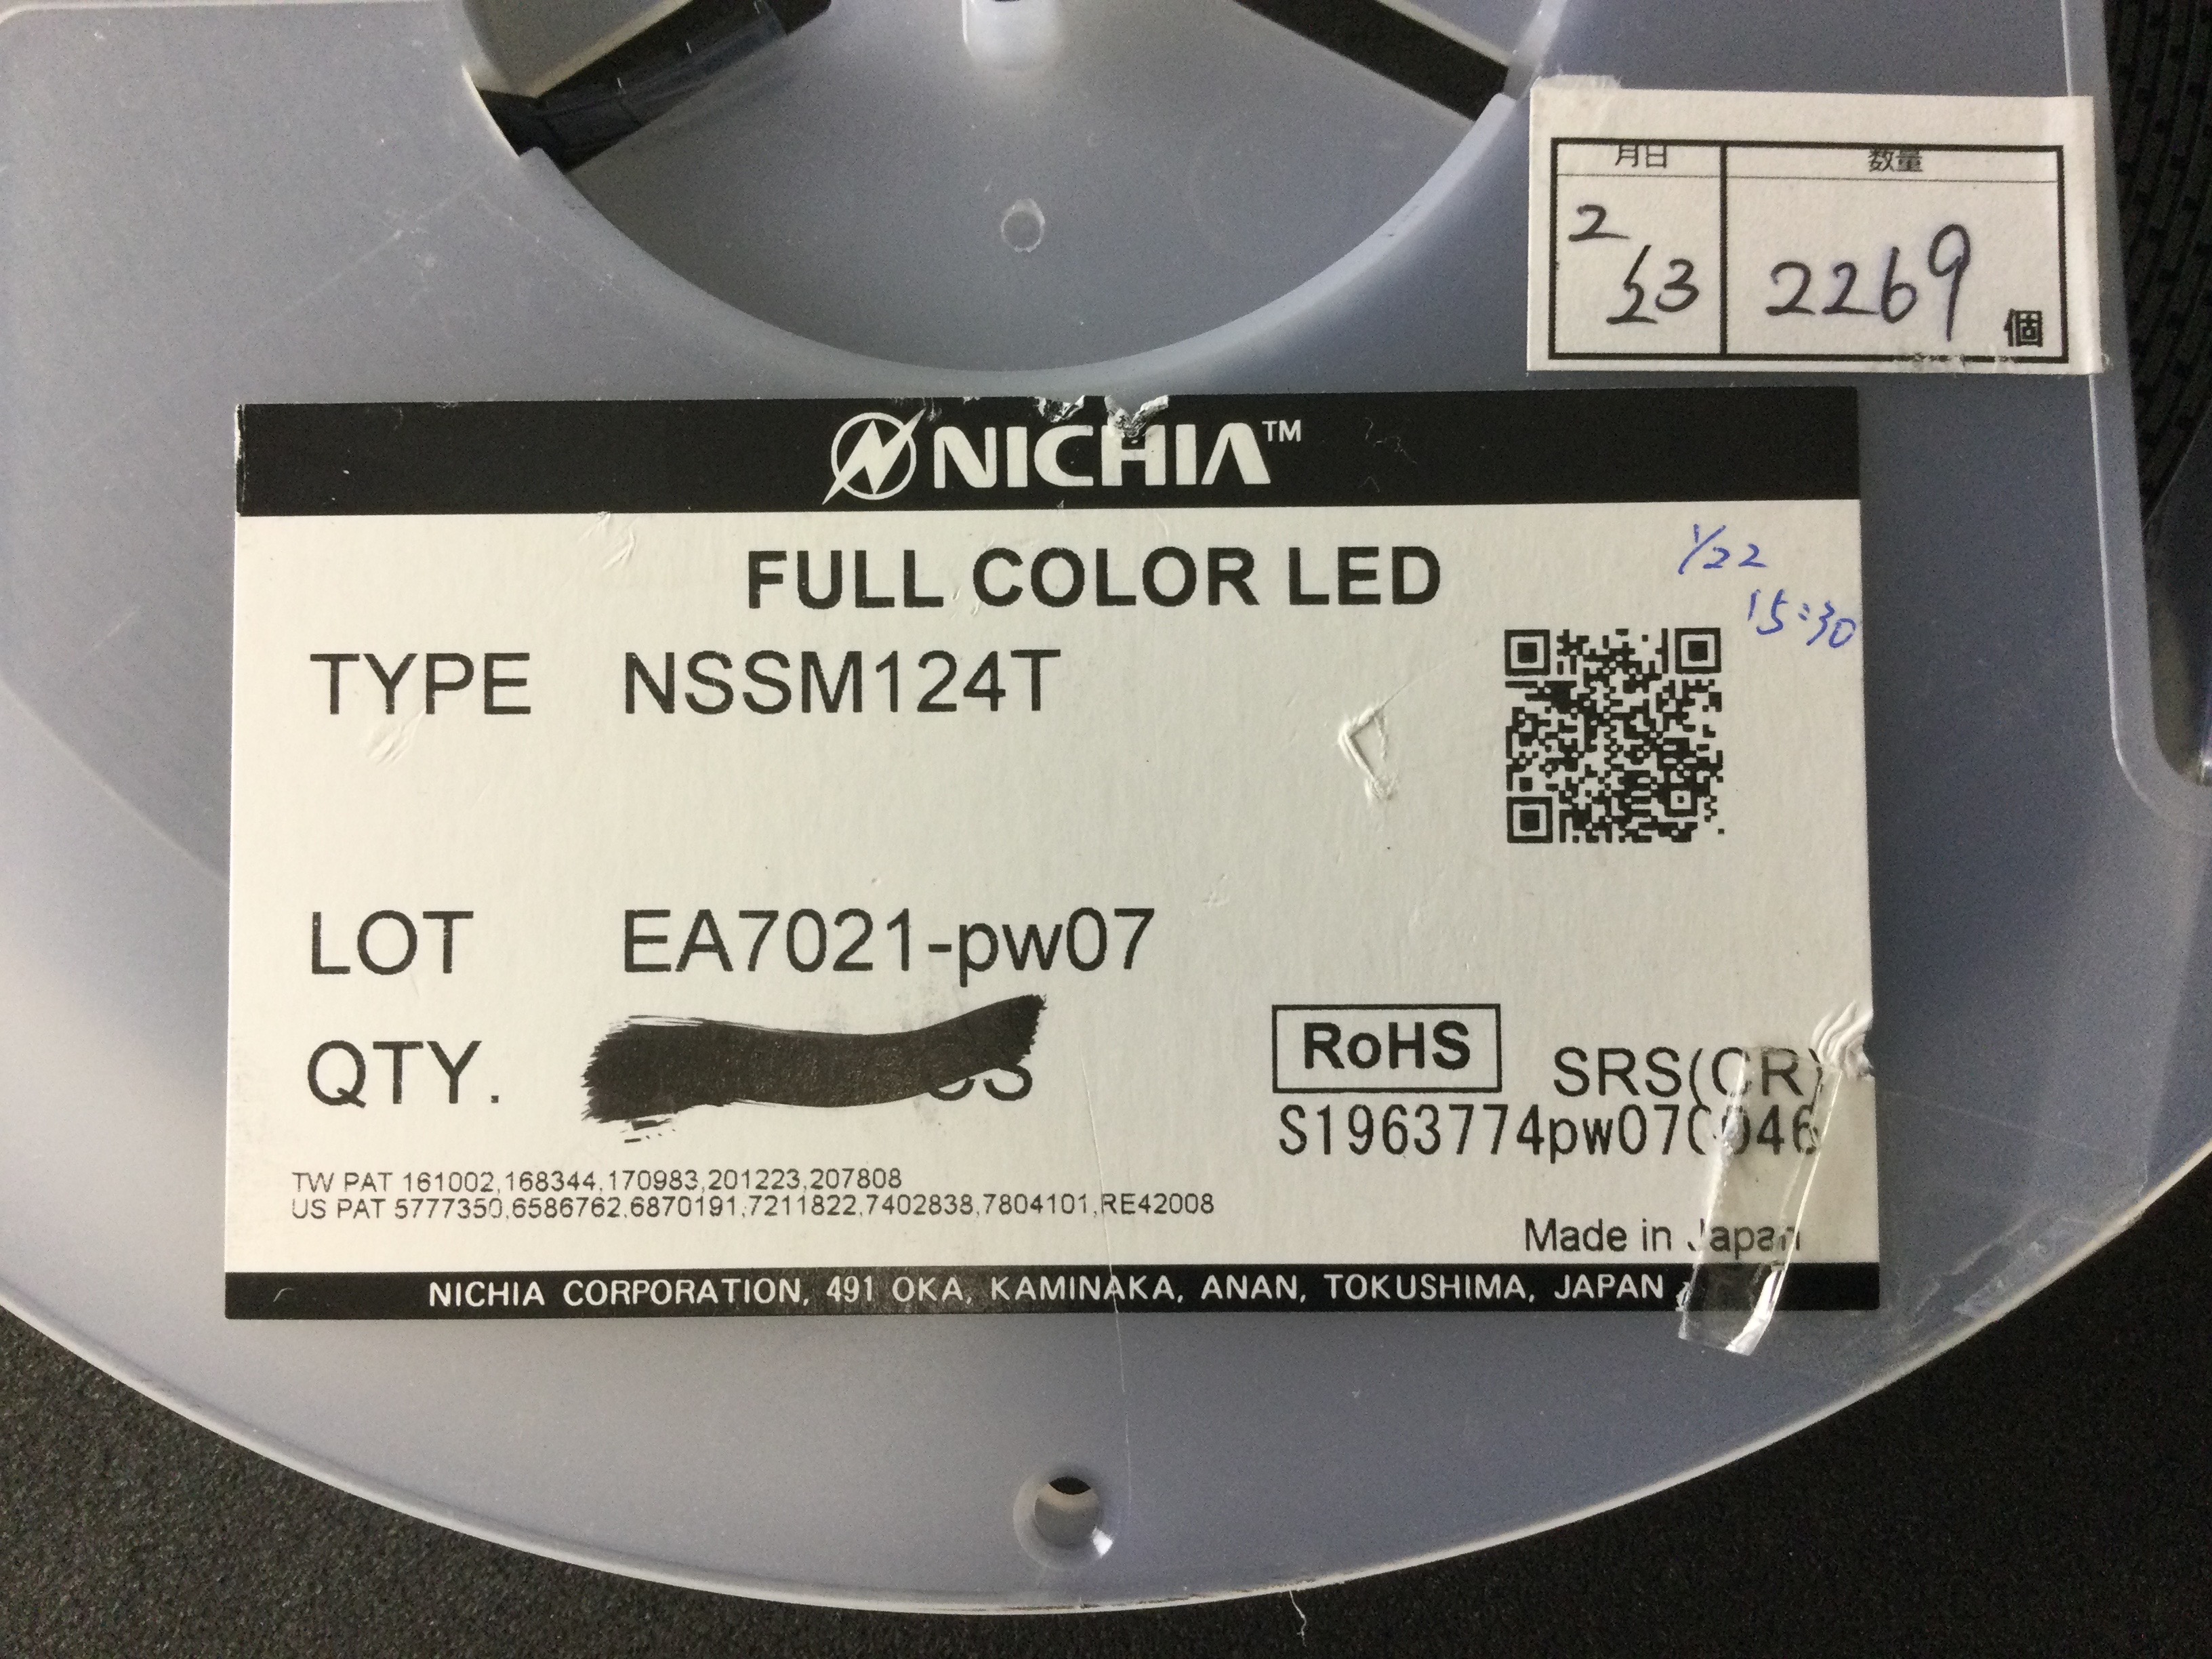 月日 数量
2/23 2269 個
NICHIA™
FULL COLOR LED
1/22
15:30
TYPE NSSM124T
LOT EA7021-pw07
QTY.
RoHS SRS(CR)
S1963774pw070046
TW PAT 161002,168344,170983,201223,207808
US PAT 5777350,6586762,6870191,7211822,7402838,7804101,RE42008
Made in Japan
NICHIA CORPORATION, 491 OKA, KAMINAKA, ANAN, TOKUSHIMA, JAPAN